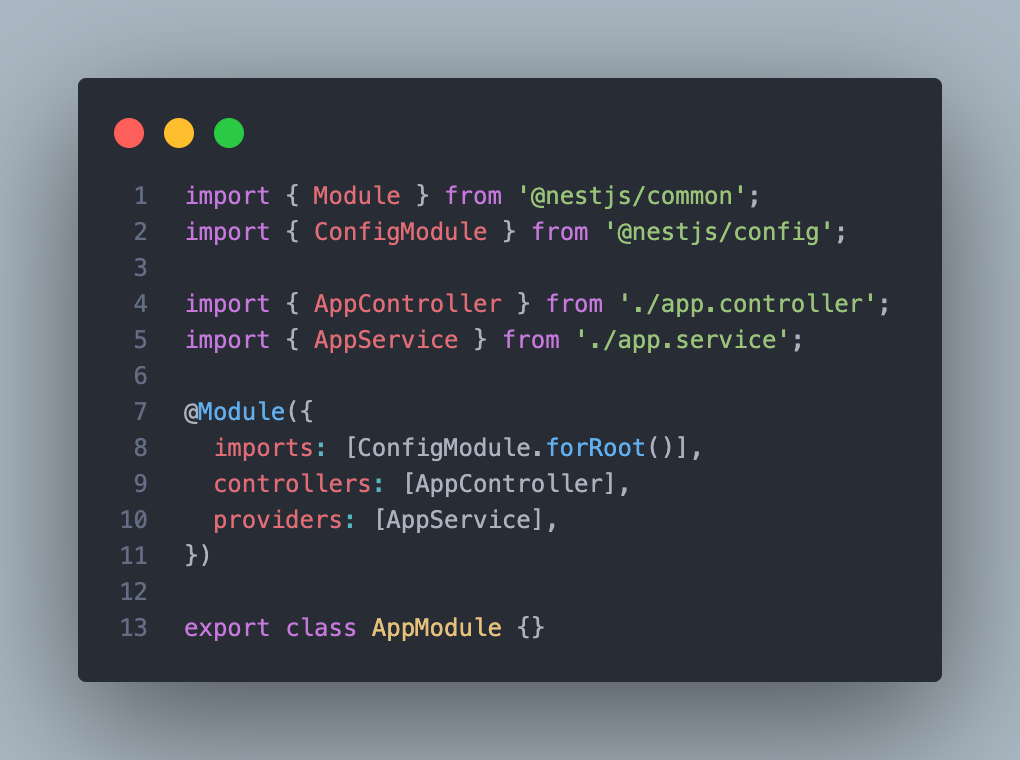 1 import { Module } from '@nestjs/common';
2 import { ConfigModule } from '@nestjs/config';
3
4 import { AppController } from './app.controller';
5 import { AppService } from './app.service';
6
7 @Module({
8   imports: [ConfigModule.forRoot()],
9   controllers: [AppController],
10   providers: [AppService],
11 })
12
13 export class AppModule {}